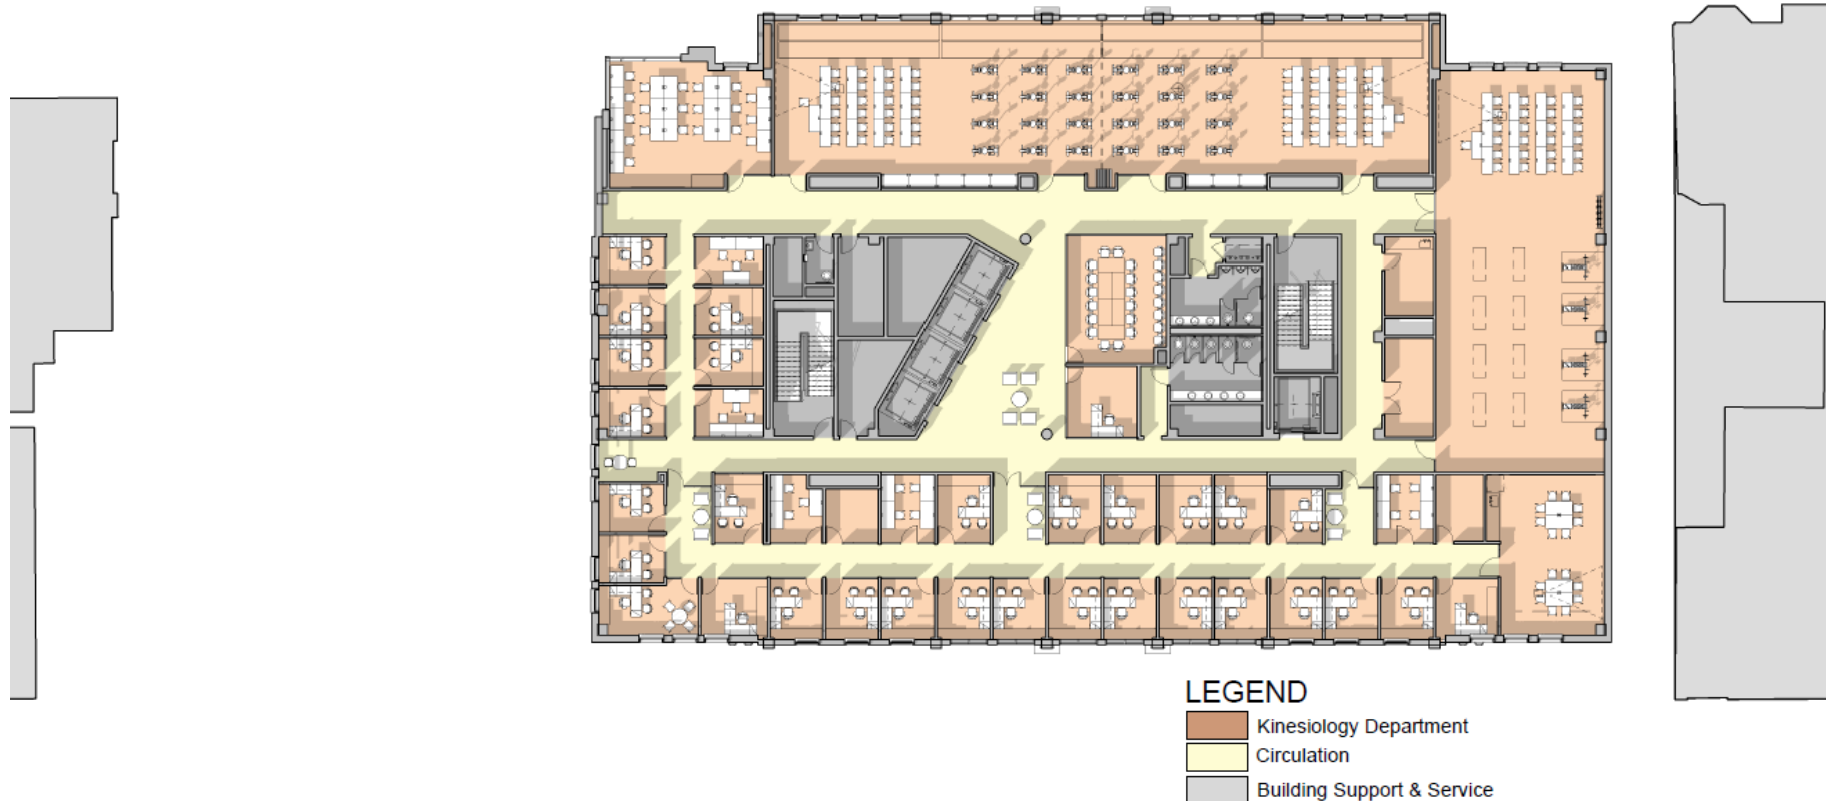 LEGEND
Kinesiology Department
Circulation
Building Support & Service